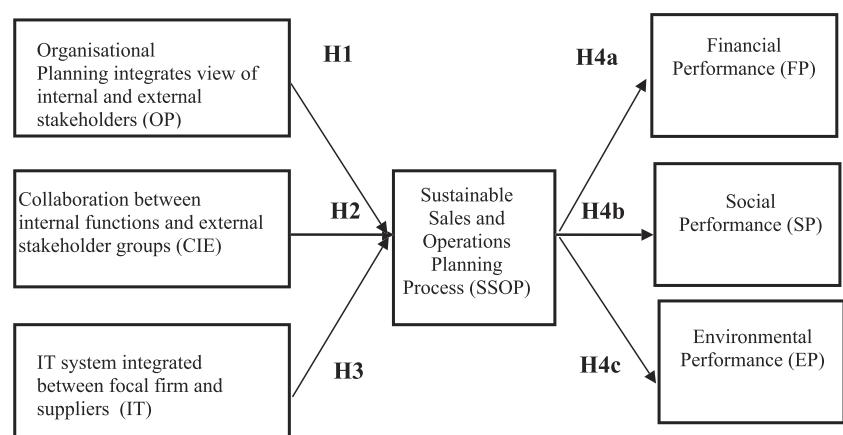 Organisational
Planning integrates view of
internal and external
stakeholders (OP)
H1
Collaboration between
internal functions and external
stakeholder groups (CIE)
H2
IT system integrated
between focal firm and
suppliers (IT)
H3
Sustainable
Sales and
Operations
Planning
Process (SSOP)
H4a
Financial
Performance (FP)
H4b
Social
Performance (SP)
H4c
Environmental
Performance (EP)